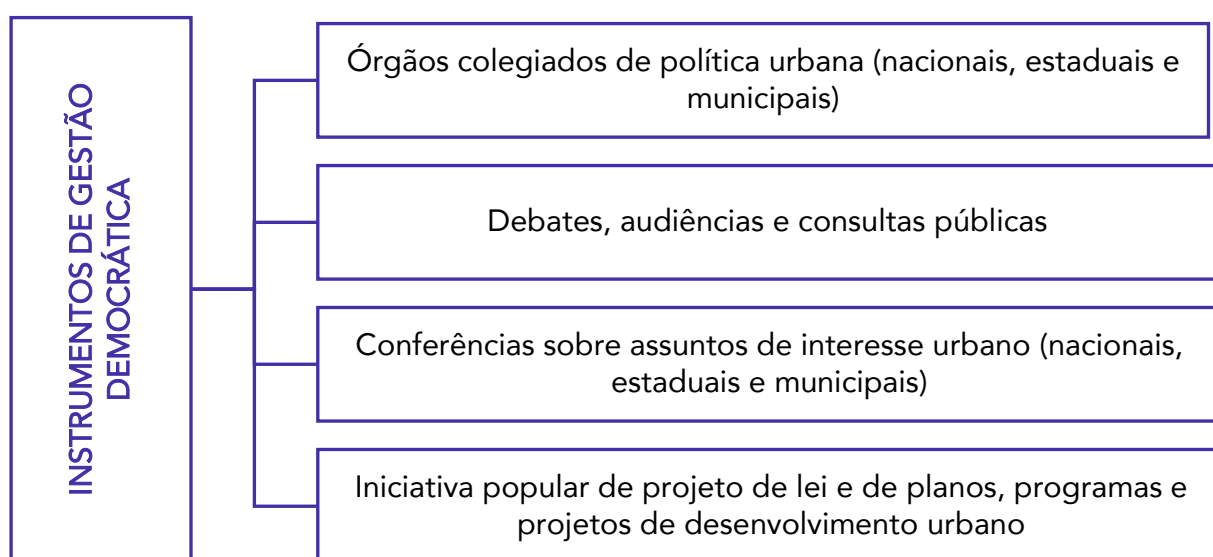 INSTRUMENTOS DE GESTÃO
DEMOCRÁTICA
Órgãos colegiados de política urbana (nacionais, estaduais e
municipais)
Debates, audiências e consultas públicas
Conferências sobre assuntos de interesse urbano (nacionais,
estaduais e municipais)
Iniciativa popular de projeto de lei e de planos, programas e
projetos de desenvolvimento urbano